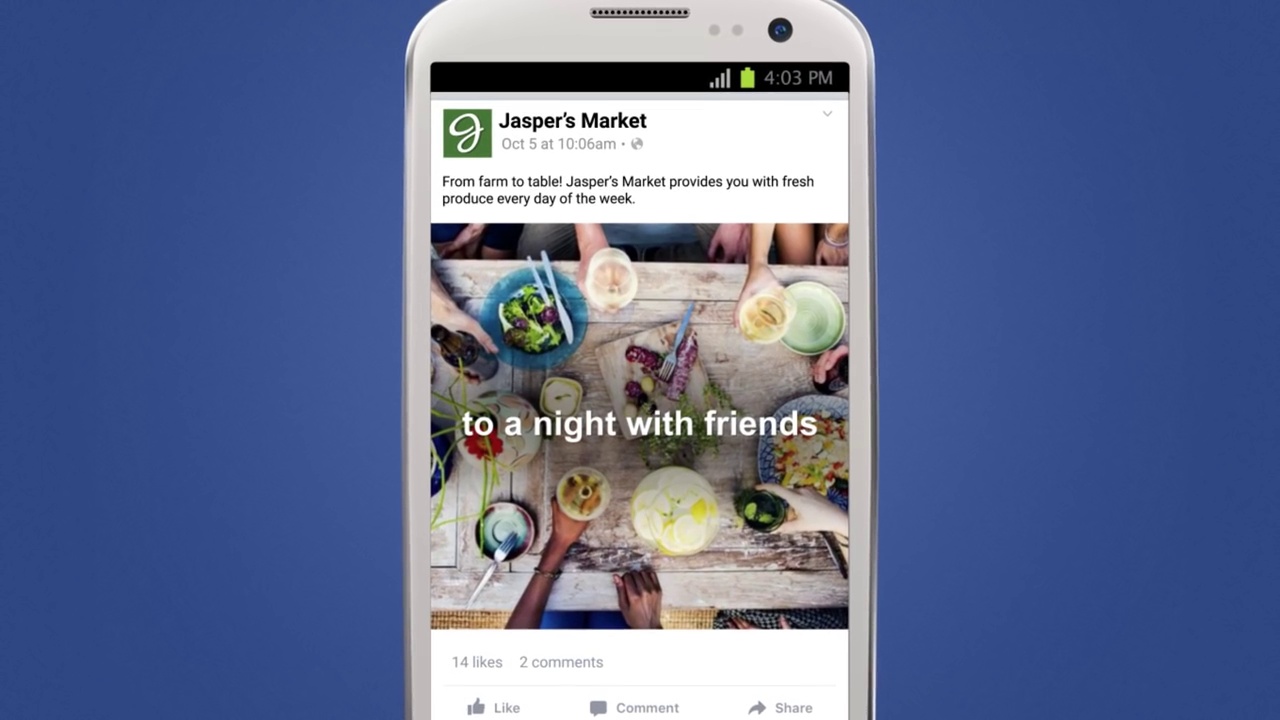 4:03 PM
Jasper's Market
Oct 5 at 10:06am •
From farm to table! Jasper's Market provides you with fresh
produce every day of the week.
to a night with friends
14 likes 2 comments
Like Comment Share